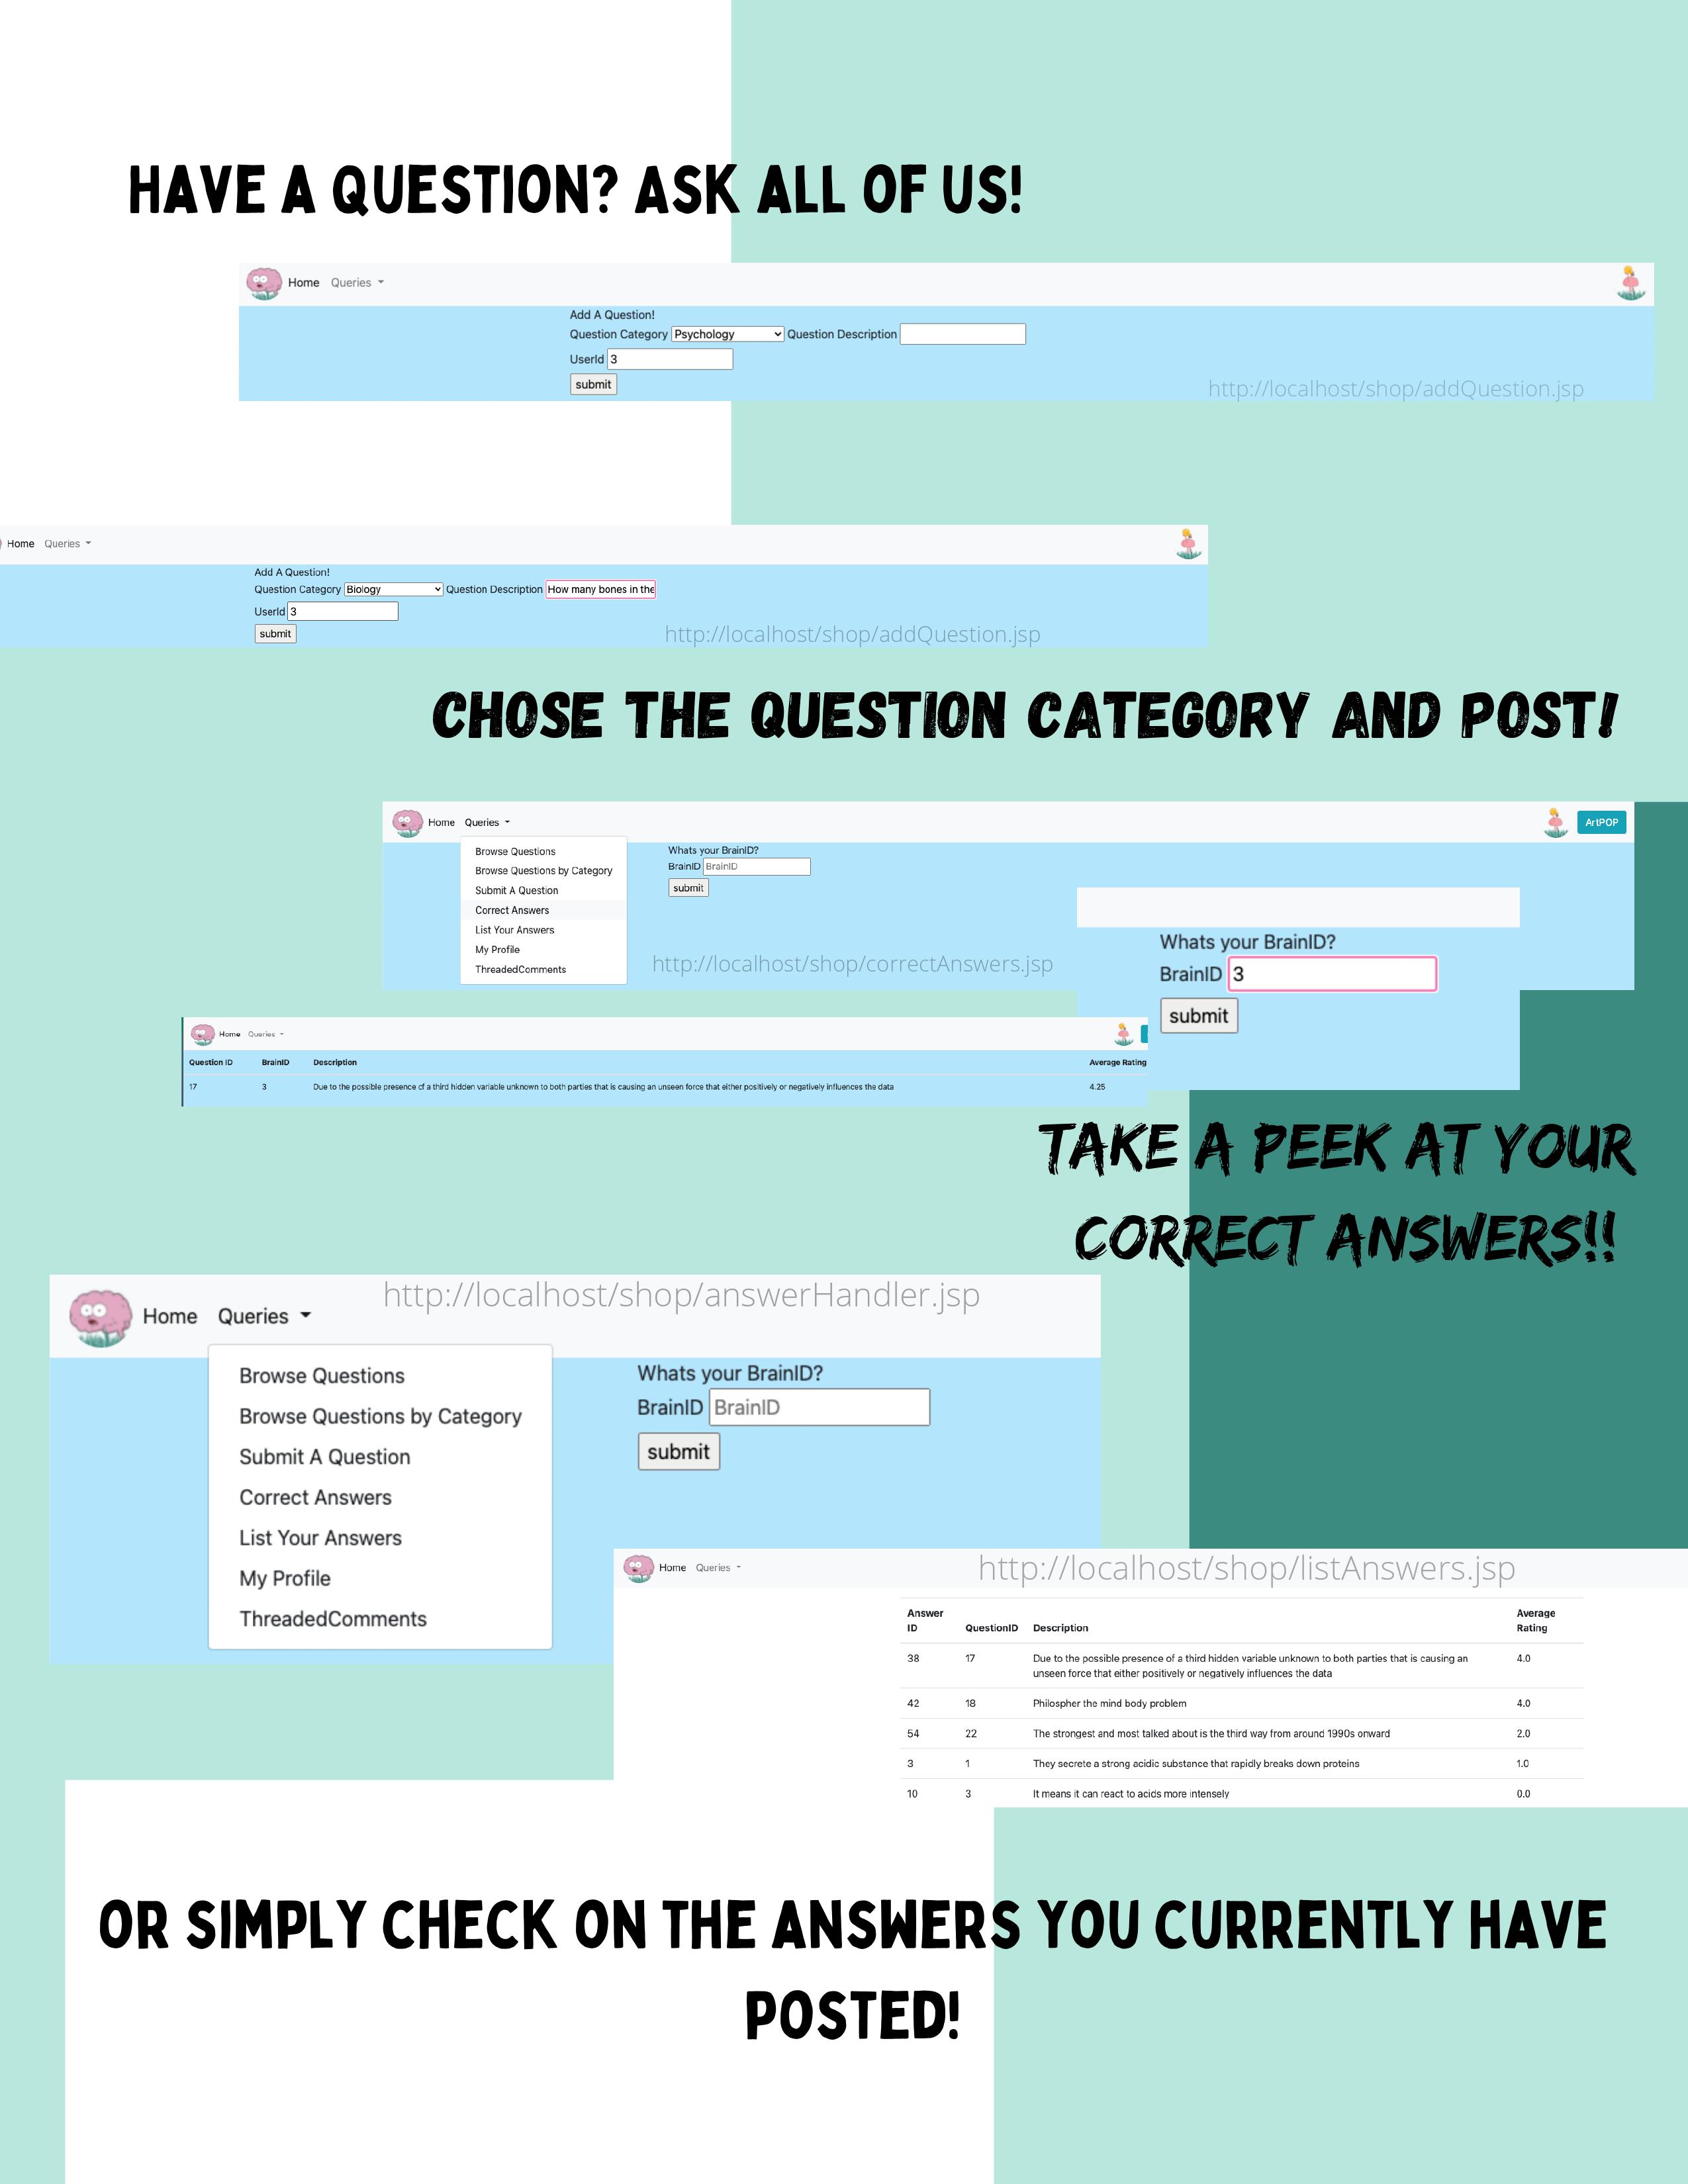 HAVE A QUESTION? ASK ALL OF US!
Home Queries
Add A Question!
Question Category Psychology Question Description
UserId 3
submit
http://localhost/shop/addQuestion.jsp
Home Queries
Add A Question!
Question Category Biology Question Description How many bones in the
UserId 3
submit
http://localhost/shop/addQuestion.jsp
CHOSE THE QUESTION CATEGORY AND POST!
Home Queries ArtPOP
Browse Questions
Browse Questions by Category
Submit A Question
Correct Answers
List Your Answers
My Profile
ThreadedComments
Whats your BrainID?
BrainID BrainID
submit
http://localhost/shop/correctAnswers.jsp
Whats your BrainID?
BrainID 3
submit
Home Queries
Question ID BrainID Description Average Rating
17 3 Due to the possible presence of a third hidden variable unknown to both parties that is causing an unseen force that either positively or negatively influences the data 4.25
TAKE A PEEK AT YOUR
CORRECT ANSWERS!!
http://localhost/shop/answerHandler.jsp
Home Queries
Browse Questions
Browse Questions by Category
Submit A Question
Correct Answers
List Your Answers
My Profile
ThreadedComments
Whats your BrainID?
BrainID BrainID
submit
Home Queries
http://localhost/shop/listAnswers.jsp
Answer Average
ID QuestionID Description Rating
38 17 Due to the possible presence of a third hidden variable unknown to both parties that is causing an 4.0
unseen force that either positively or negatively influences the data
42 18 Philospher the mind body problem 4.0
54 22 The strongest and most talked about is the third way from around 1990s onward 2.0
3 1 They secrete a strong acidic substance that rapidly breaks down proteins 1.0
10 3 It means it can react to acids more intensely 0.0
OR SIMPLY CHECK ON THE ANSWERS YOU CURRENTLY HAVE
POSTED!